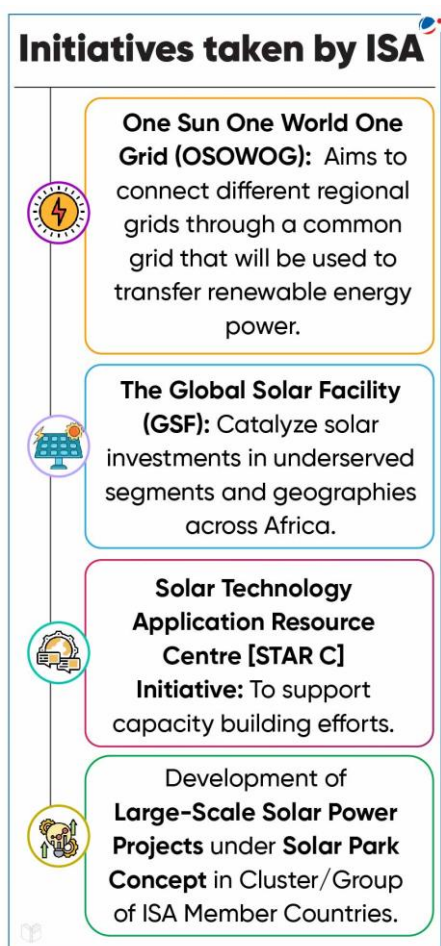 Initiatives taken by ISA
One Sun One World One
Grid (OSOWOG): Aims to
connect different regional
grids through a common
grid that will be used to
transfer renewable energy
power.
The Global Solar Facility
(GSF): Catalyze solar
investments in underserved
segments and geographies
across Africa.
Solar Technology
Application Resource
Centre [STAR C]
Initiative: To support
capacity building efforts.
Development of
Large-Scale Solar Power
Projects under Solar Park
Concept in Cluster/Group
of ISA Member Countries.